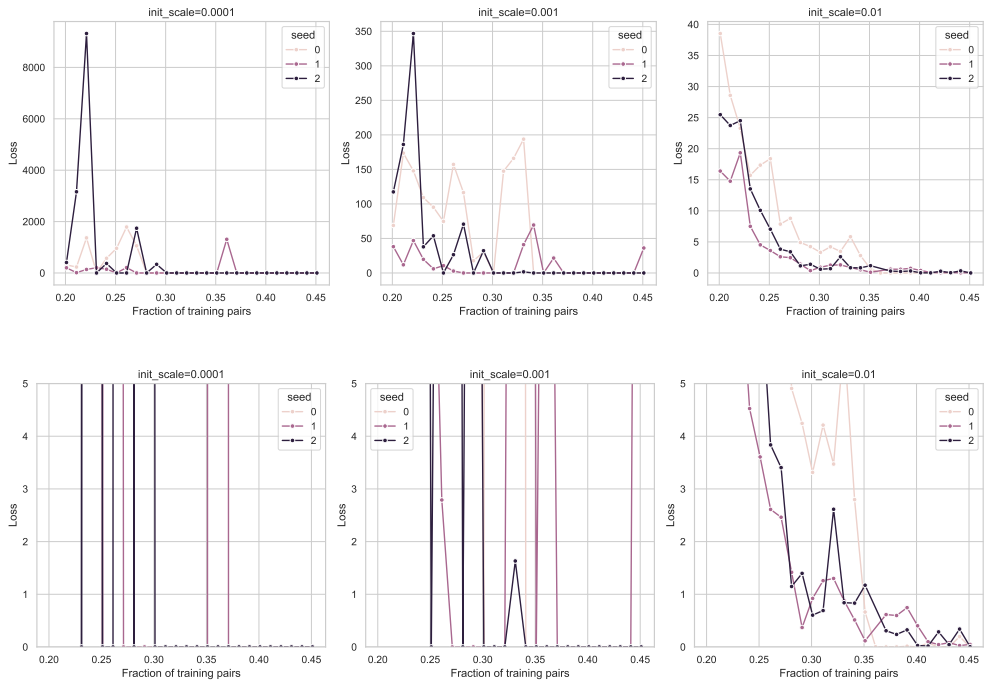 init_scale=0.0001
Loss
8000
6000
4000
2000
0
0.20 0.25 0.30 0.35 0.40 0.45
Fraction of training pairs
seed
0
1
2
init_scale=0.001
Loss
350
300
250
200
150
100
50
0
0.20 0.25 0.30 0.35 0.40 0.45
Fraction of training pairs
seed
0
1
2
init_scale=0.01
Loss
40
35
30
25
20
15
10
5
0
0.20 0.25 0.30 0.35 0.40 0.45
Fraction of training pairs
seed
0
1
2
init_scale=0.0001
Loss
5
4
3
2
1
0
0.20 0.25 0.30 0.35 0.40 0.45
Fraction of training pairs
seed
0
1
2
init_scale=0.001
Loss
5
4
3
2
1
0
0.20 0.25 0.30 0.35 0.40 0.45
Fraction of training pairs
seed
0
1
2
init_scale=0.01
Loss
5
4
3
2
1
0
0.20 0.25 0.30 0.35 0.40 0.45
Fraction of training pairs
seed
0
1
2